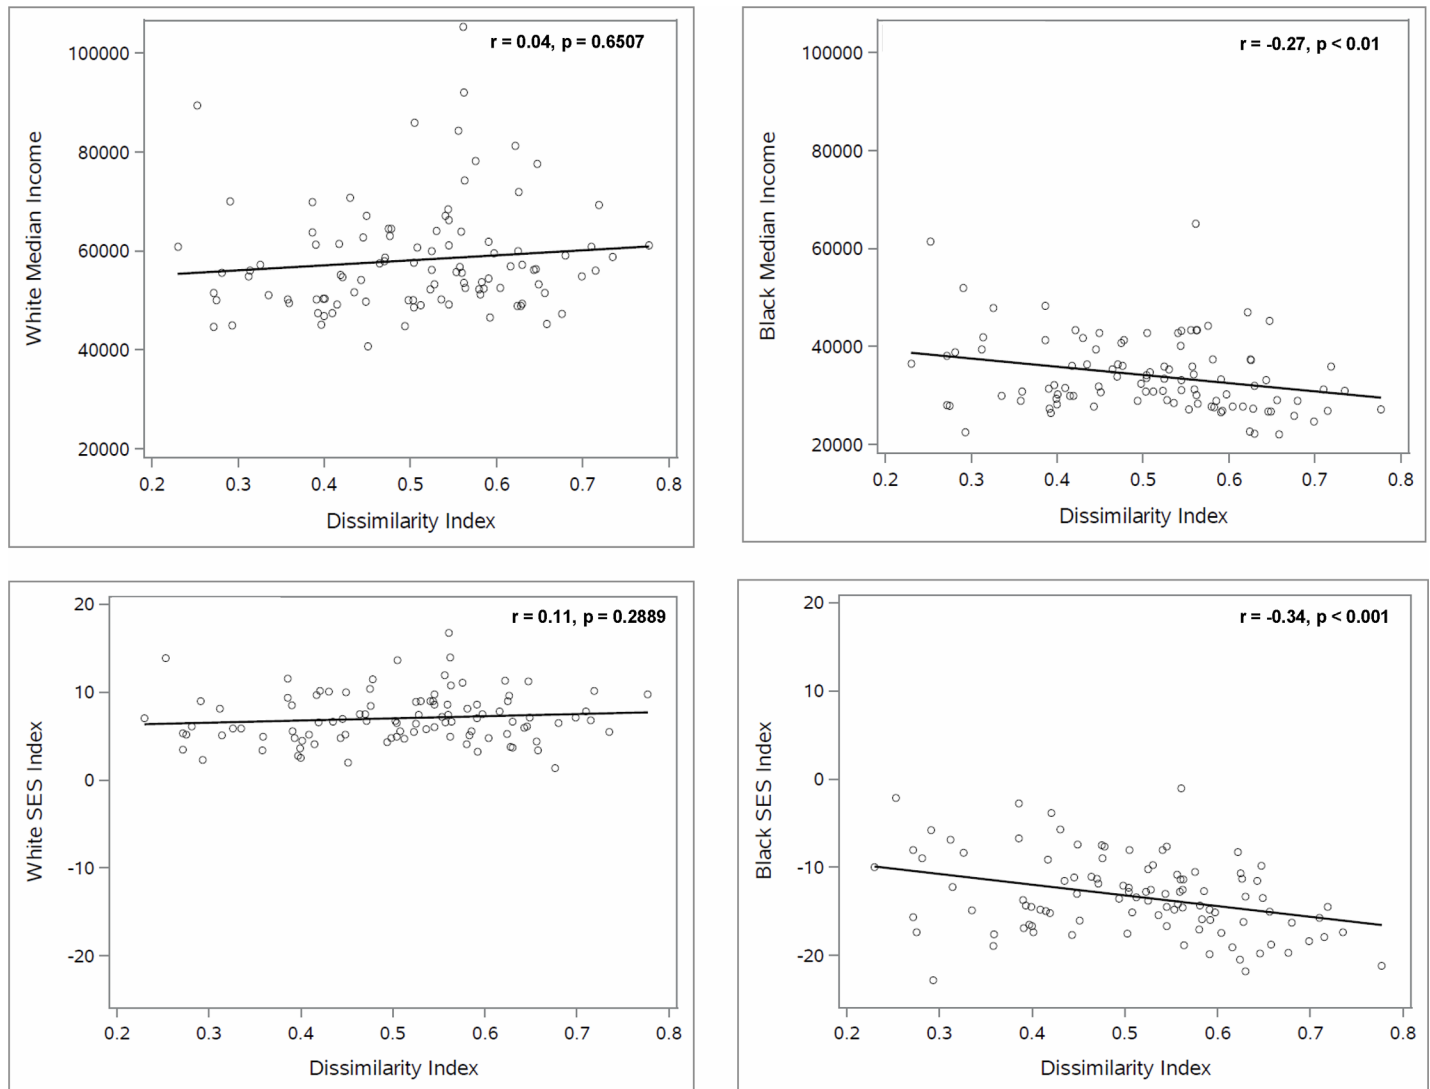 r = 0.04, p = 0.6507
100000
80000
60000
40000
20000
White Median Income
0.2 0.3 0.4 0.5 0.6 0.7 0.8
Dissimilarity Index
r = -0.27, p < 0.01
100000
80000
60000
40000
20000
Black Median Income
0.2 0.3 0.4 0.5 0.6 0.7 0.8
Dissimilarity Index
r = 0.11, p = 0.2889
20
10
0
-10
-20
White SES Index
0.2 0.3 0.4 0.5 0.6 0.7 0.8
Dissimilarity Index
r = -0.34, p < 0.001
20
10
0
-10
-20
Black SES Index
0.2 0.3 0.4 0.5 0.6 0.7 0.8
Dissimilarity Index